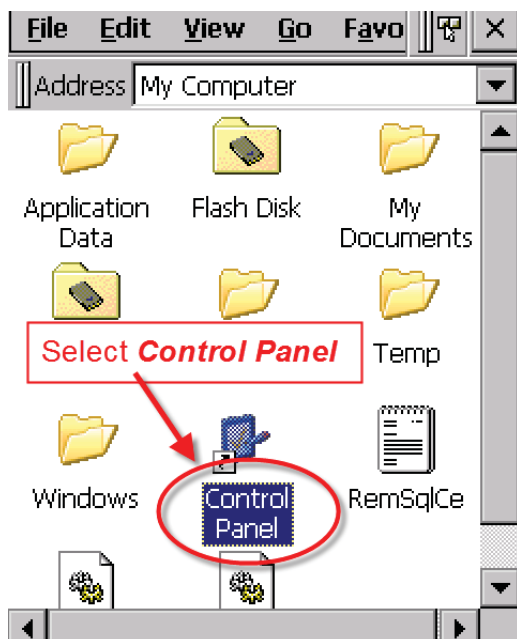 File Edit View Go Favo
Address My Computer
Application Data
Flash Disk
My Documents
Select Control Panel
Temp
Windows
Control Panel
RemSqlCe